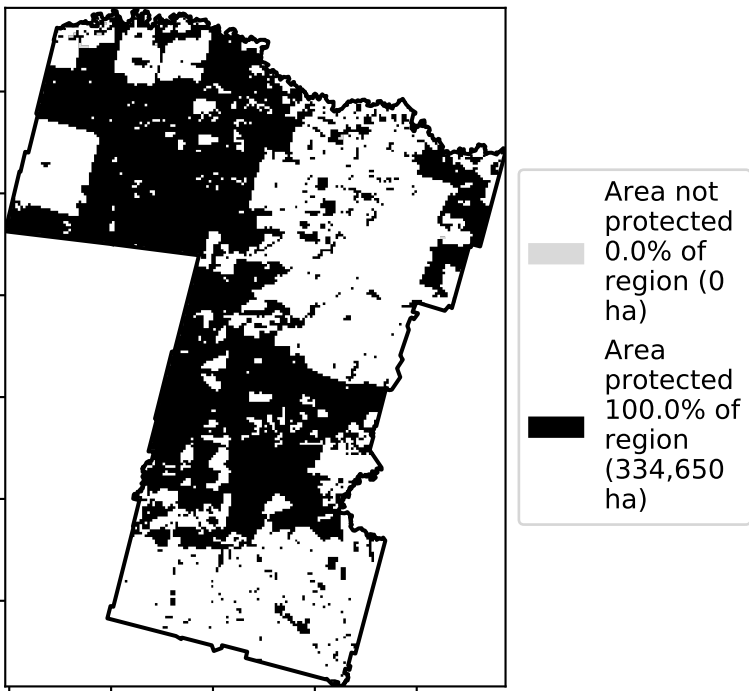 Area not
protected
0.0% of
region (0
ha)
Area
protected
100.0% of
region
(334,650
ha)